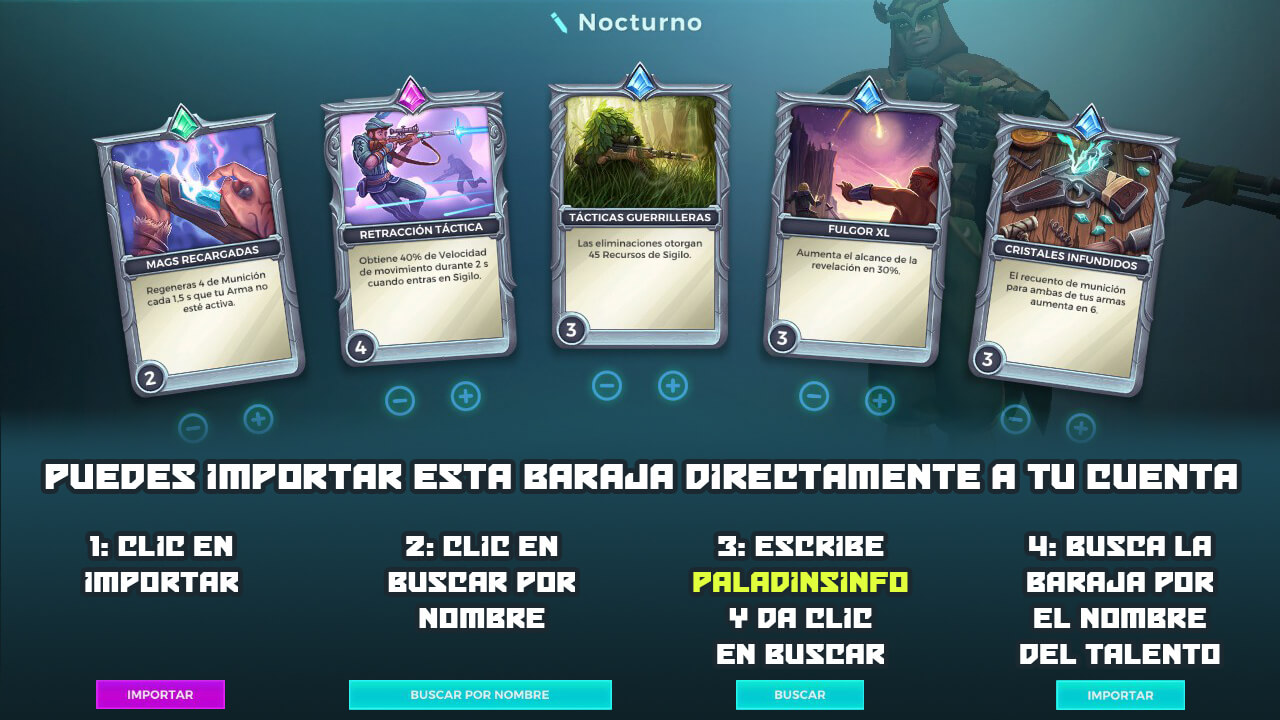 Nocturno
MAGS RECARGADAS
Regeneras 4 de Munición
cada 1,5 s que tu Arma no
esté activa.
2
RETRACCIÓN TÁCTICA
Obtiene 40% de Velocidad
de movimiento durante 2 s
cuando entras en Sigilo.
4
TÁCTICAS GUERRILLERAS
Las eliminaciones otorgan
45 Recursos de Sigilo.
3
FULGOR XL
Aumenta el alcance de la
revelación en 30%.
3
CRISTALES INFUNDIDOS
El recuento de munición
para ambas de tus armas
aumenta en 6.
3
PUEDES IMPORTAR ESTA BARAJA DIRECTAMENTE A TU CUENTA
1: CLIC EN
IMPORTAR
IMPORTAR
2: CLIC EN
BUSCAR POR
NOMBRE
BUSCAR POR NOMBRE
3: ESCRIBE
PALADINSINFO
Y DA CLIC
EN BUSCAR
BUSCAR
4: BUSCA LA
BARAJA POR
EL NOMBRE
DEL TALENTO
IMPORTAR